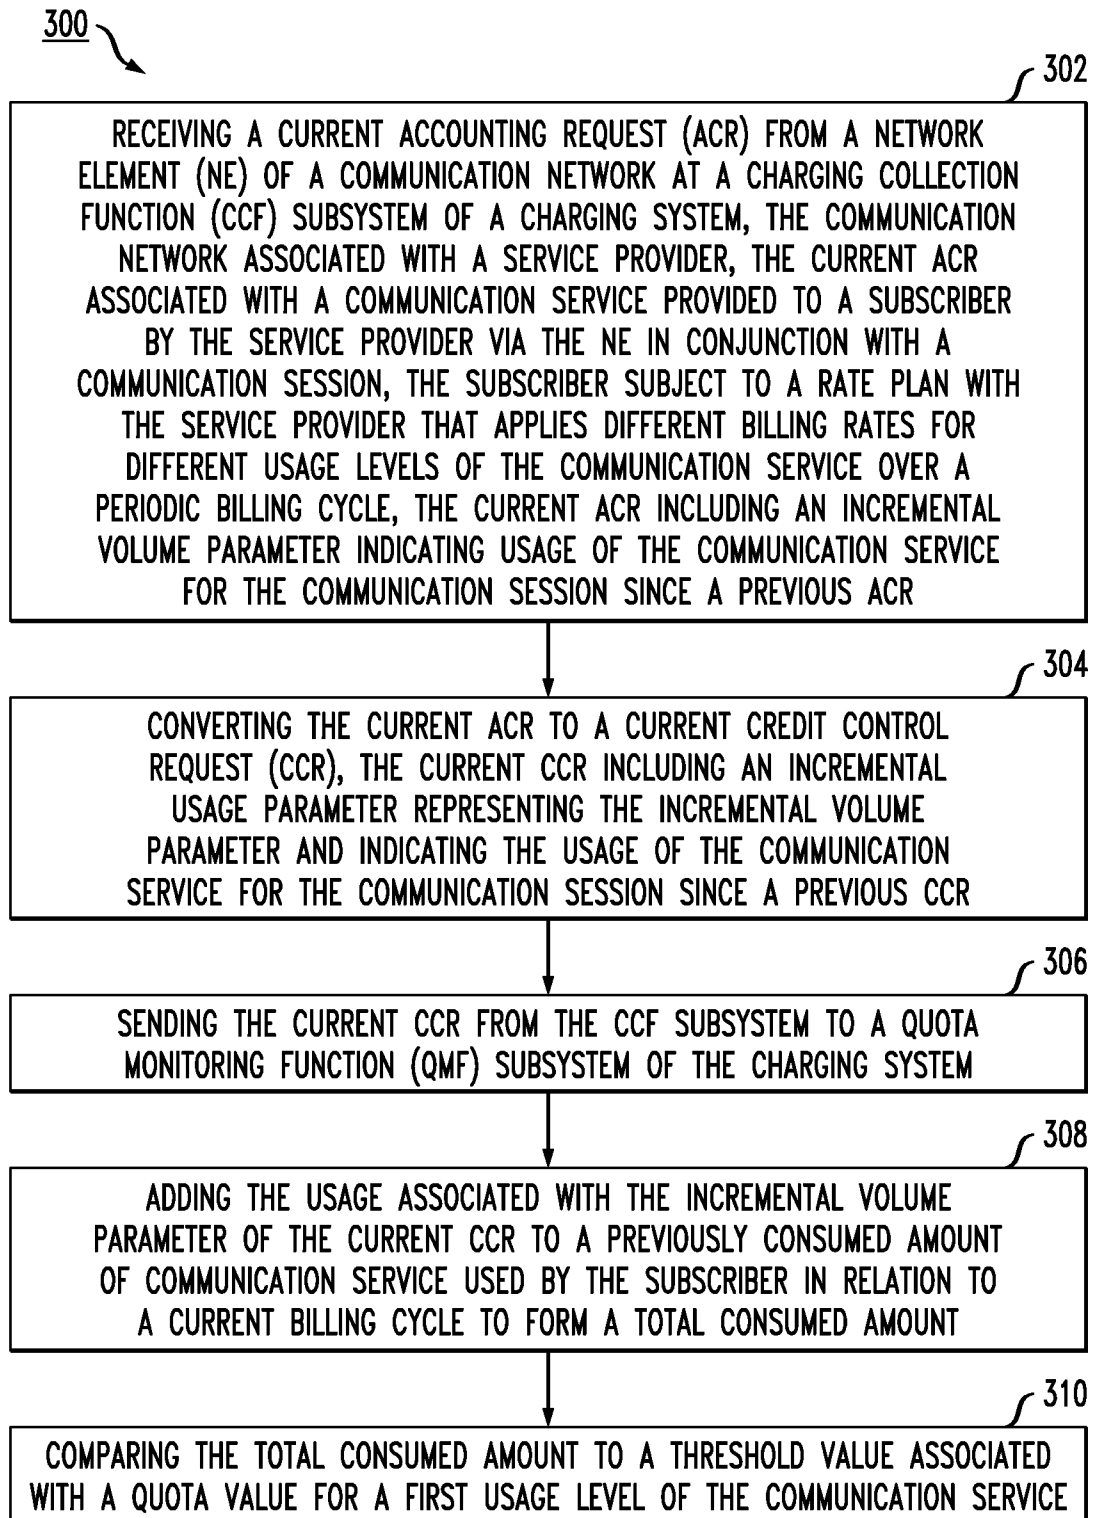 300
302
RECEIVING A CURRENT ACCOUNTING REQUEST (ACR) FROM A NETWORK
ELEMENT (NE) OF A COMMUNICATION NETWORK AT A CHARGING COLLECTION
FUNCTION (CCF) SUBSYSTEM OF A CHARGING SYSTEM, THE COMMUNICATION
NETWORK ASSOCIATED WITH A SERVICE PROVIDER, THE CURRENT ACR
ASSOCIATED WITH A COMMUNICATION SERVICE PROVIDED TO A SUBSCRIBER
BY THE SERVICE PROVIDER VIA THE NE IN CONJUNCTION WITH A
COMMUNICATION SESSION, THE SUBSCRIBER SUBJECT TO A RATE PLAN WITH
THE SERVICE PROVIDER THAT APPLIES DIFFERENT BILLING RATES FOR
DIFFERENT USAGE LEVELS OF THE COMMUNICATION SERVICE OVER A
PERIODIC BILLING CYCLE, THE CURRENT ACR INCLUDING AN INCREMENTAL
VOLUME PARAMETER INDICATING USAGE OF THE COMMUNICATION SERVICE
FOR THE COMMUNICATION SESSION SINCE A PREVIOUS ACR
304
CONVERTING THE CURRENT ACR TO A CURRENT CREDIT CONTROL
REQUEST (CCR), THE CURRENT CCR INCLUDING AN INCREMENTAL
USAGE PARAMETER REPRESENTING THE INCREMENTAL VOLUME
PARAMETER AND INDICATING THE USAGE OF THE COMMUNICATION
SERVICE FOR THE COMMUNICATION SESSION SINCE A PREVIOUS CCR
306
SENDING THE CURRENT CCR FROM THE CCF SUBSYSTEM TO A QUOTA
MONITORING FUNCTION (QMF) SUBSYSTEM OF THE CHARGING SYSTEM
308
ADDING THE USAGE ASSOCIATED WITH THE INCREMENTAL VOLUME
PARAMETER OF THE CURRENT CCR TO A PREVIOUSLY CONSUMED AMOUNT
OF COMMUNICATION SERVICE USED BY THE SUBSCRIBER IN RELATION TO
A CURRENT BILLING CYCLE TO FORM A TOTAL CONSUMED AMOUNT
310
COMPARING THE TOTAL CONSUMED AMOUNT TO A THRESHOLD VALUE ASSOCIATED
WITH A QUOTA VALUE FOR A FIRST USAGE LEVEL OF THE COMMUNICATION SERVICE